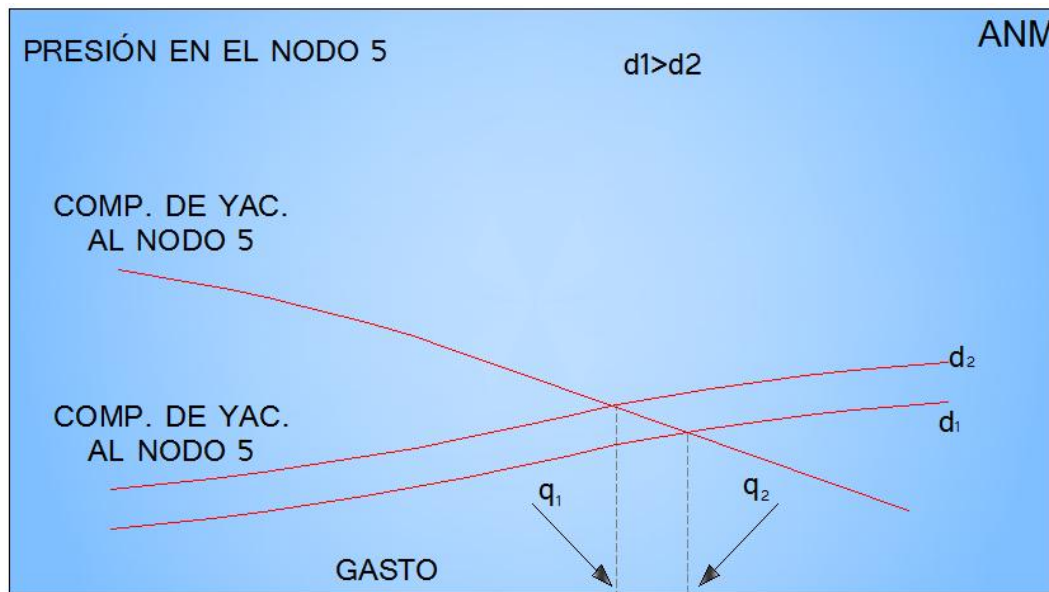 PRESIÓN EN EL NODO 5
d1>d2
ANM
COMP. DE YAC.
AL NODO 5
d₂
COMP. DE YAC.
AL NODO 5
d₁
q₁
q₂
GASTO